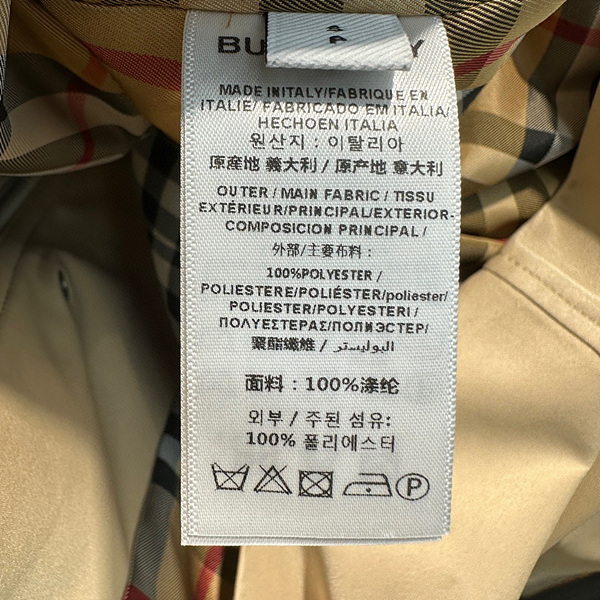 BU Y
MADE INITALY/FABRIQUE EN
ITALIE/ FABRICADO EM ITALIA/
HECHOEN ITALIA
원산지 : 이탈리아
原産地 義大利 / 原产地 意大利
OUTER / MAIN FABRIC / TISSU
EXTÉRIEUR/PRINCIPAL/EXTERIOR-
COMPOSICION PRINCIPAL /
外部/主要布料 :
100%POLYESTER /
POLIESTERE/POLIÉSTER/poliester/
POLIESTER/POLYESTERI /
ΠΟΛΥΕΣΤΕΡΑΣ/ПОЛИЭСТЕР/
聚酯纖維 / البوليستر
面料 : 100%涤纶
외부 / 주된 섬유:
100% 폴리에스터
P